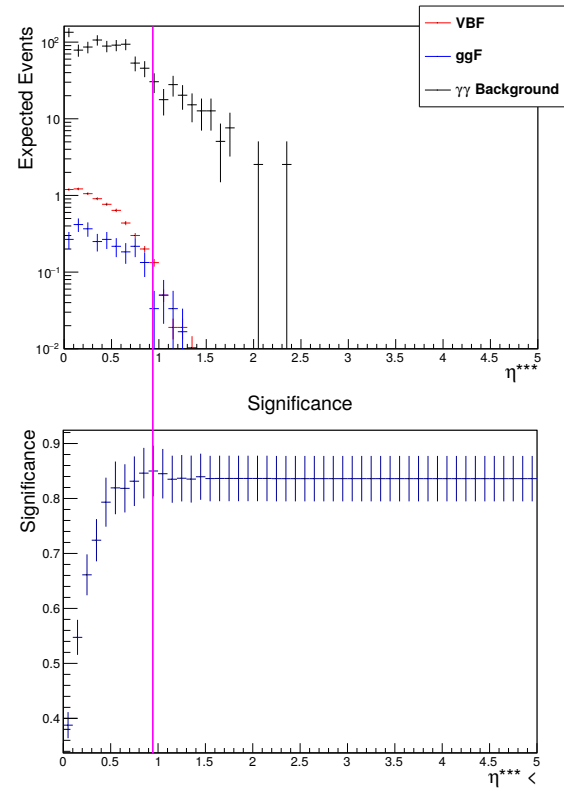 VBF
ggF
γγ Background
Expected Events
10²
10
1
10⁻¹
10⁻²
0 0.5 1 1.5 2 2.5 3 3.5 4 4.5 5
η***
Significance
Significance
0.9
0.8
0.7
0.6
0.5
0.4
0 0.5 1 1.5 2 2.5 3 3.5 4 4.5 5
η*** <